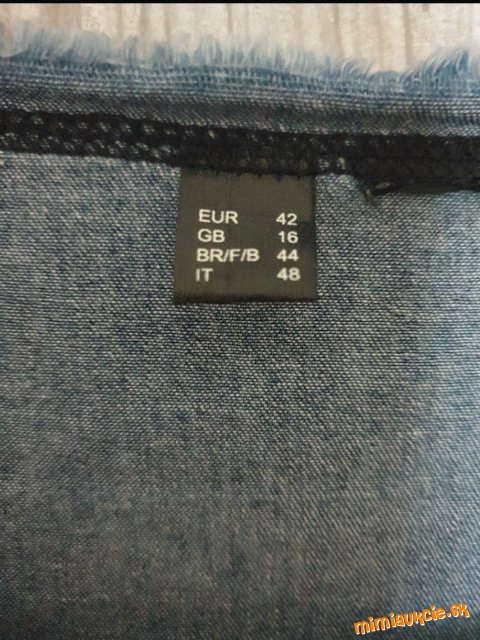 EUR 42
GB 16
BR/F/B 44
IT 48
mimiaukcie.sk